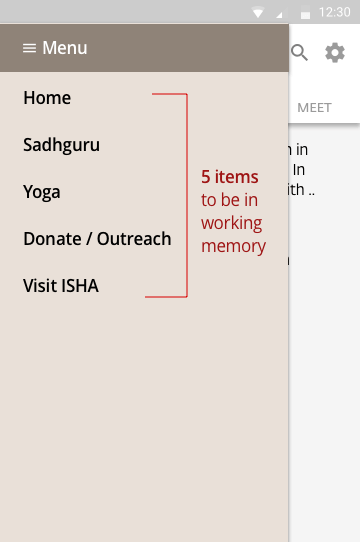 12:30
Menu
MEET
Home
Sadhguru
Yoga
Donate / Outreach
Visit ISHA
5 items
to be in
working
memory
in
In
ith ..